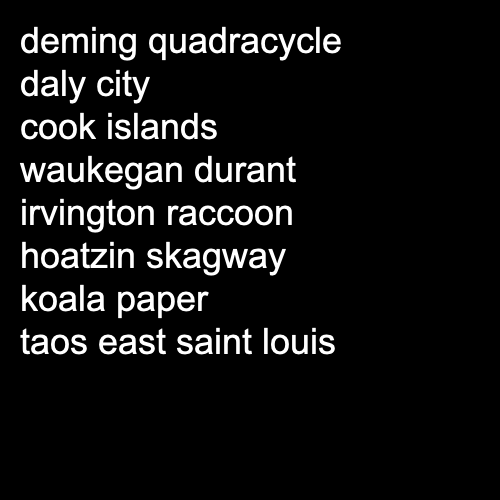 deming quadracycle
daly city
cook islands
waukegan durant
irvington raccoon
hoatzin skagway
koala paper
taos east saint louis